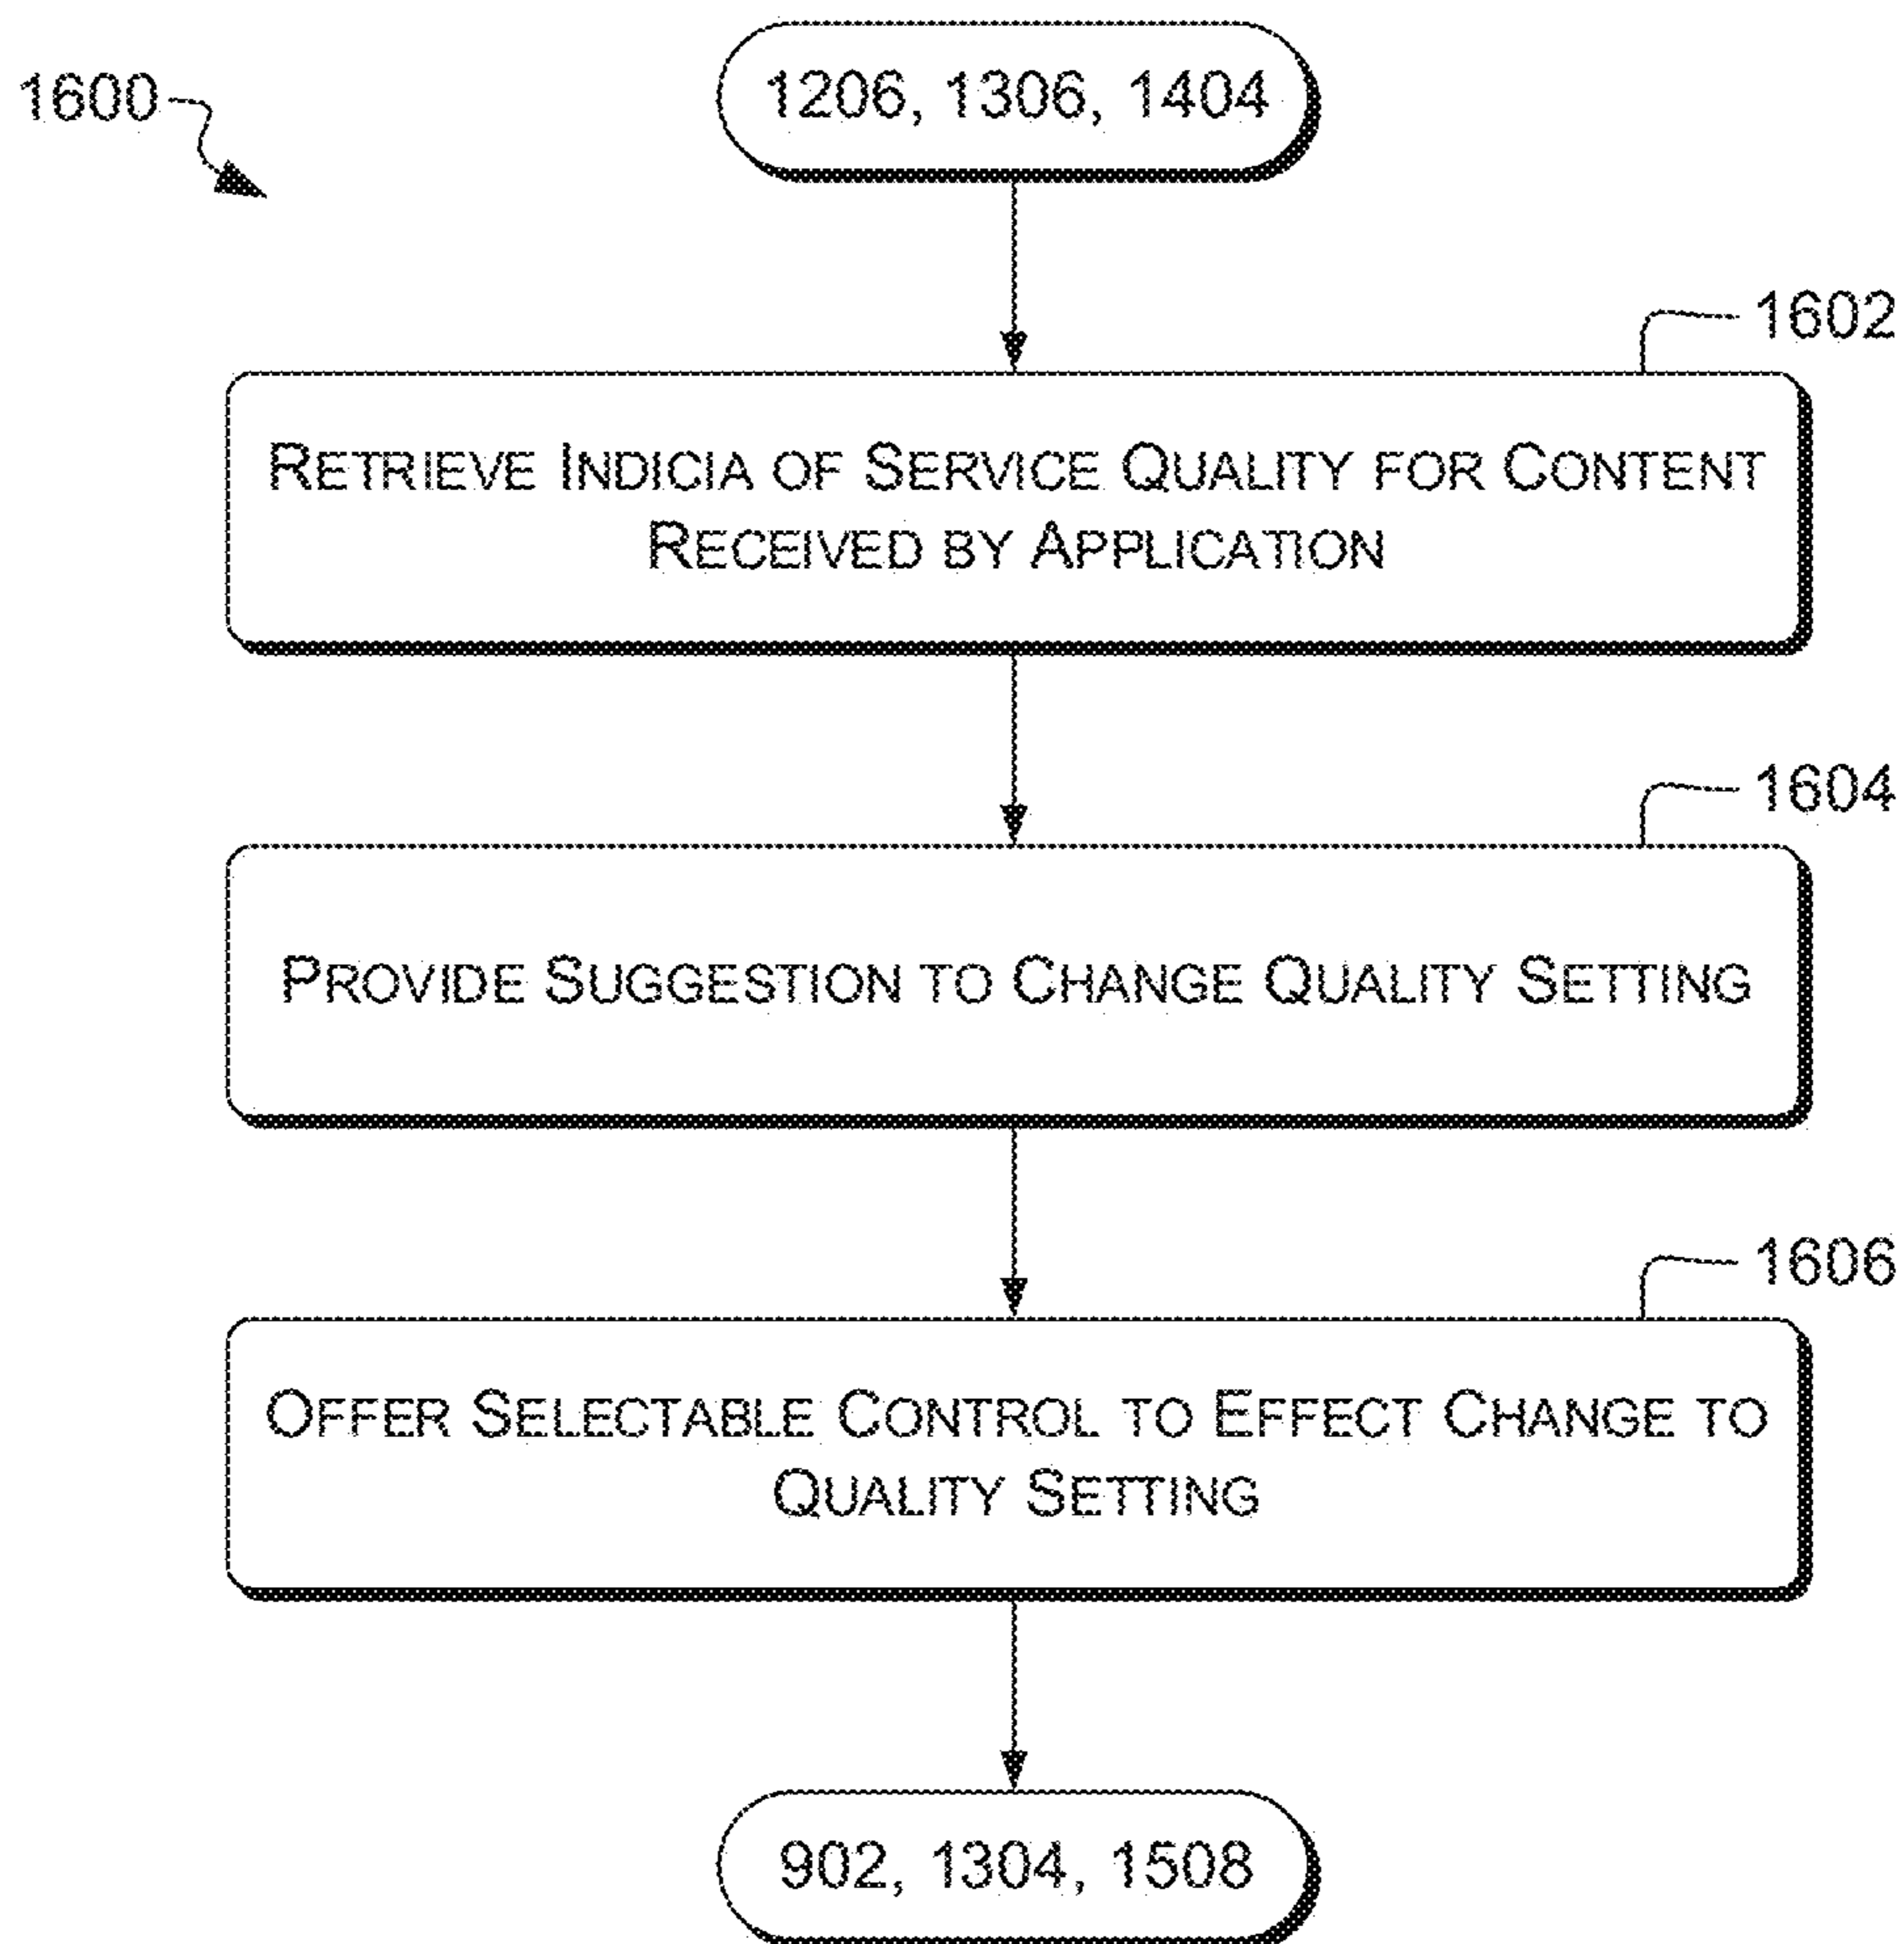 1600
1206, 1306, 1404
1602
RETRIEVE INDICIA OF SERVICE QUALITY FOR CONTENT
RECEIVED BY APPLICATION
1604
PROVIDE SUGGESTION TO CHANGE QUALITY SETTING
1606
OFFER SELECTABLE CONTROL TO EFFECT CHANGE TO
QUALITY SETTING
902, 1304, 1508